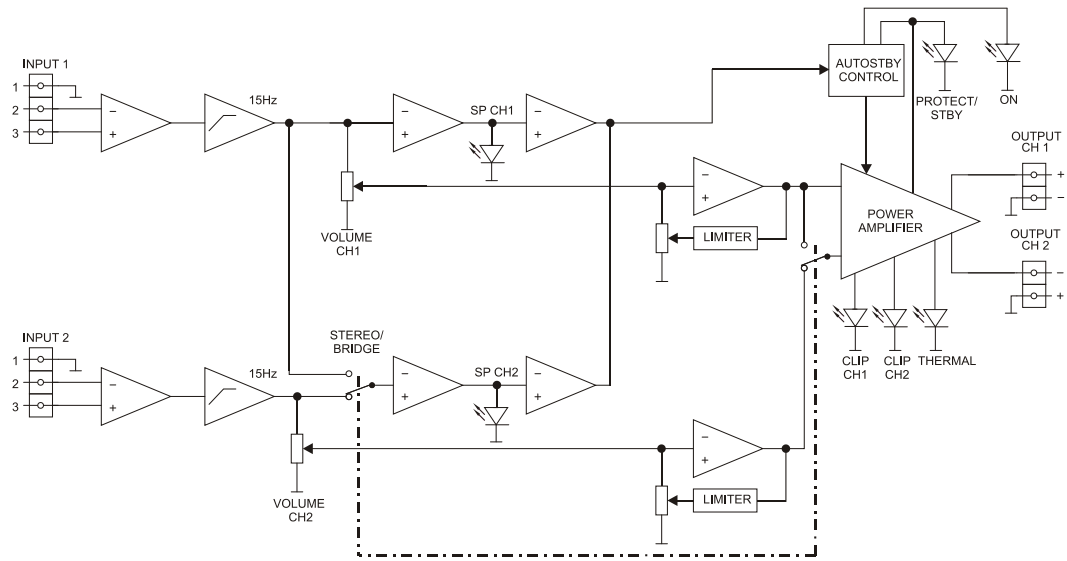 INPUT 1
1
2
3
−
+
15Hz
−
+
SP CH1
−
+
AUTOSTBY
CONTROL
PROTECT/
STBY
ON
OUTPUT
CH 1
+
−
VOLUME
CH1
−
+
LIMITER
POWER
AMPLIFIER
OUTPUT
CH 2
−
+
INPUT 2
1
2
3
−
+
15Hz
STEREO/
BRIDGE
−
+
SP CH2
−
+
CLIP
CH1
CLIP
CH2
THERMAL
VOLUME
CH2
−
+
LIMITER